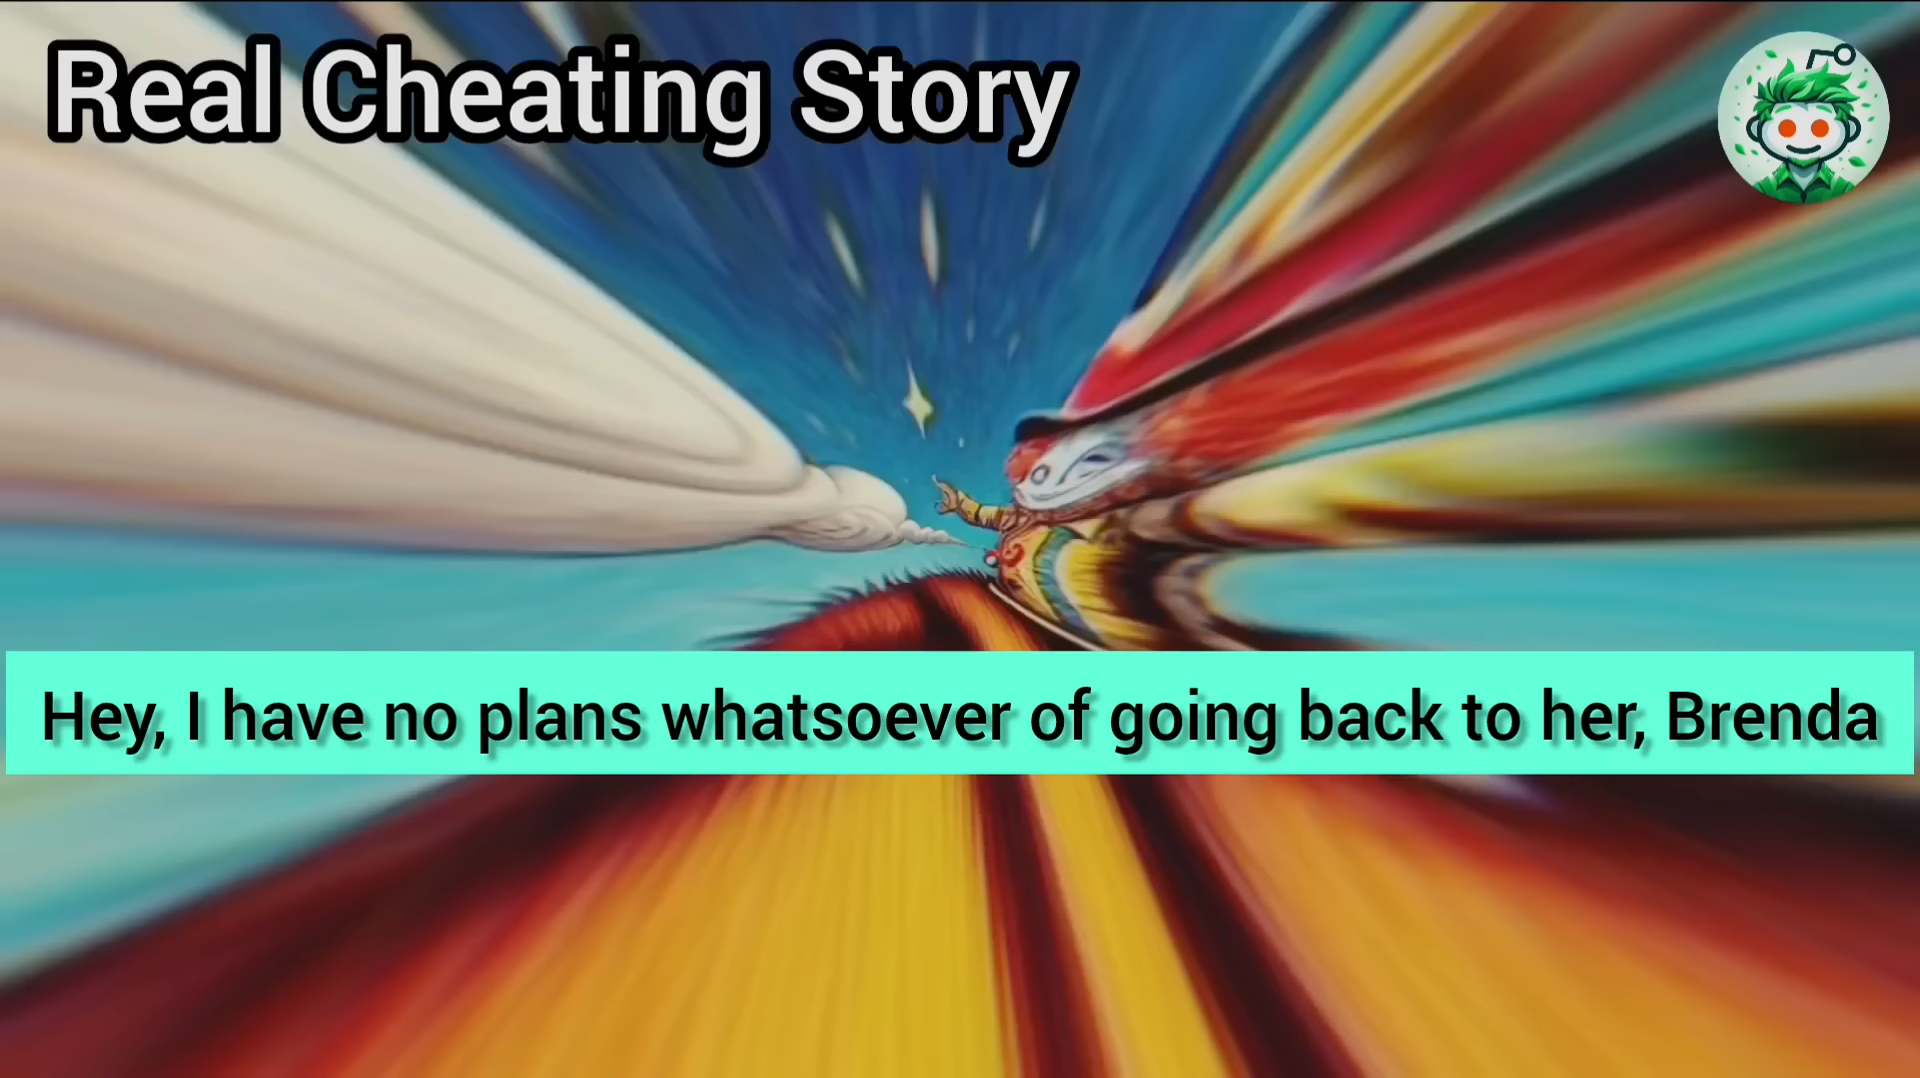 Real Cheating Story
Hey, I have no plans whatsoever of going back to her, Brenda